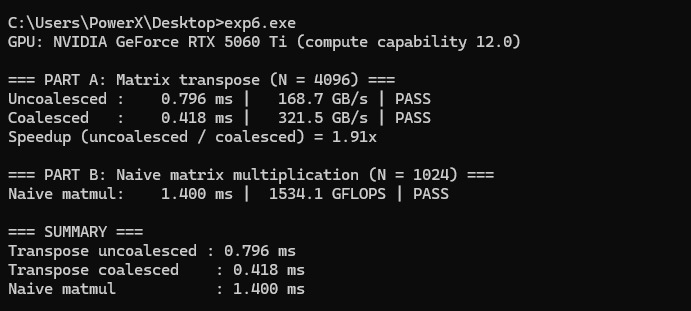 C:\Users\PowerX\Desktop>exp6.exe
GPU: NVIDIA GeForce RTX 5060 Ti (compute capability 12.0)
=== PART A: Matrix transpose (N = 4096) ===
Uncoalesced :    0.796 ms |   168.7 GB/s | PASS
Coalesced   :    0.418 ms |   321.5 GB/s | PASS
Speedup (uncoalesced / coalesced) = 1.91x
=== PART B: Naive matrix multiplication (N = 1024) ===
Naive matmul:    1.400 ms |  1534.1 GFLOPS | PASS
=== SUMMARY ===
Transpose uncoalesced : 0.796 ms
Transpose coalesced    : 0.418 ms
Naive matmul           : 1.400 ms